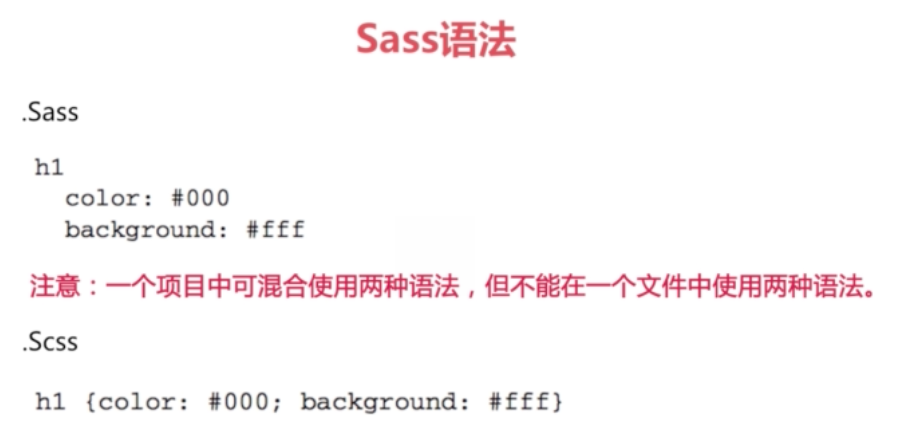 Sass语法
.Sass
h1
color: #000
background: #fff
注意：一个项目中可混合使用两种语法，但不能在一个文件中使用两种语法。
.Scss
h1 {color: #000; background: #fff}